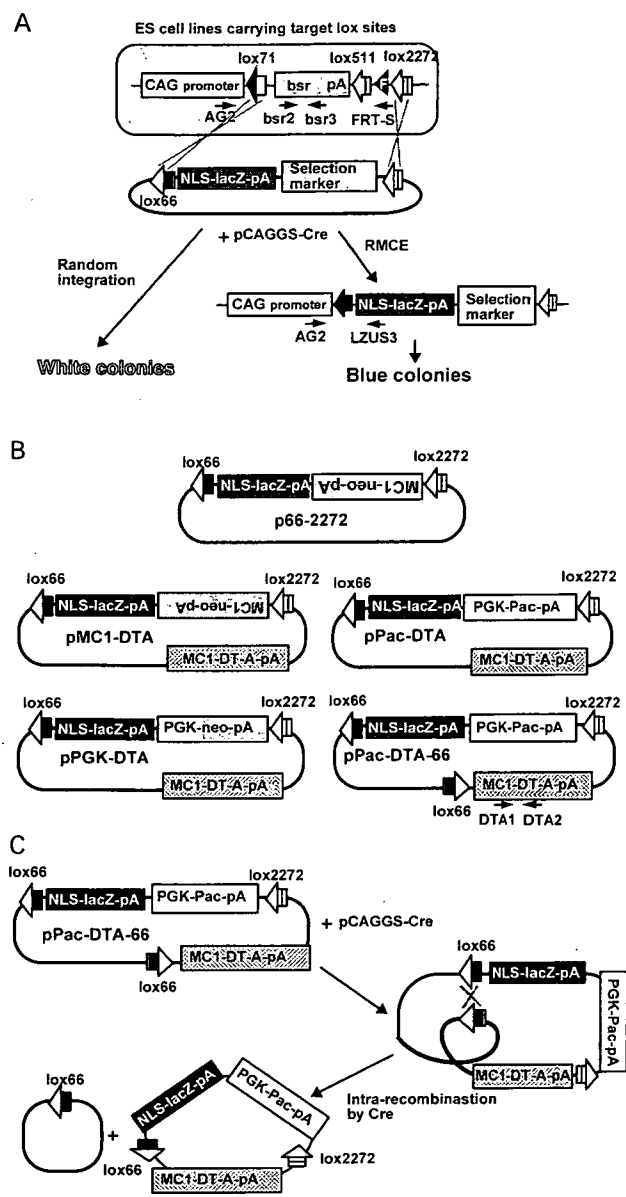 A
ES cell lines carrying target lox sites
lox71
lox511
lox2272
CAG promoter
bsr
pA
F
AG2
bsr2
bsr3
FRT-S
NLS-lacZ-pA
Selection marker
lox66
+ pCAGGS-Cre
RMCE
Random
integration
CAG promoter
NLS-lacZ-pA
Selection marker
AG2
LZUS3
White colonies
Blue colonies
B
lox66
lox2272
NLS-lacZ-pA
MC1-neo-pA
p66-2272
lox66
lox2272
NLS-lacZ-pA
MC1-neo-pA
pMC1-DTA
MC1-DT-A-pA
lox66
lox2272
NLS-lacZ-pA
PGK-Pac-pA
pPac-DTA
MC1-DT-A-pA
lox66
lox2272
NLS-lacZ-pA
PGK-neo-pA
pPGK-DTA
MC1-DT-A-pA
lox66
lox2272
NLS-lacZ-pA
PGK-Pac-pA
pPac-DTA-66
MC1-DT-A-pA
lox66
DTA1
DTA2
C
lox66
lox2272
NLS-lacZ-pA
PGK-Pac-pA
pPac-DTA-66
+ pCAGGS-Cre
MC1-DT-A-pA
lox66
lox66
NLS-lacZ-pA
PGK-Pac-pA
MC1-DT-A-pA
Intra-recombinastion
by Cre
lox66
+
NLS-lacZ-pA
PGK-Pac-pA
lox66
lox2272
MC1-DT-A-pA